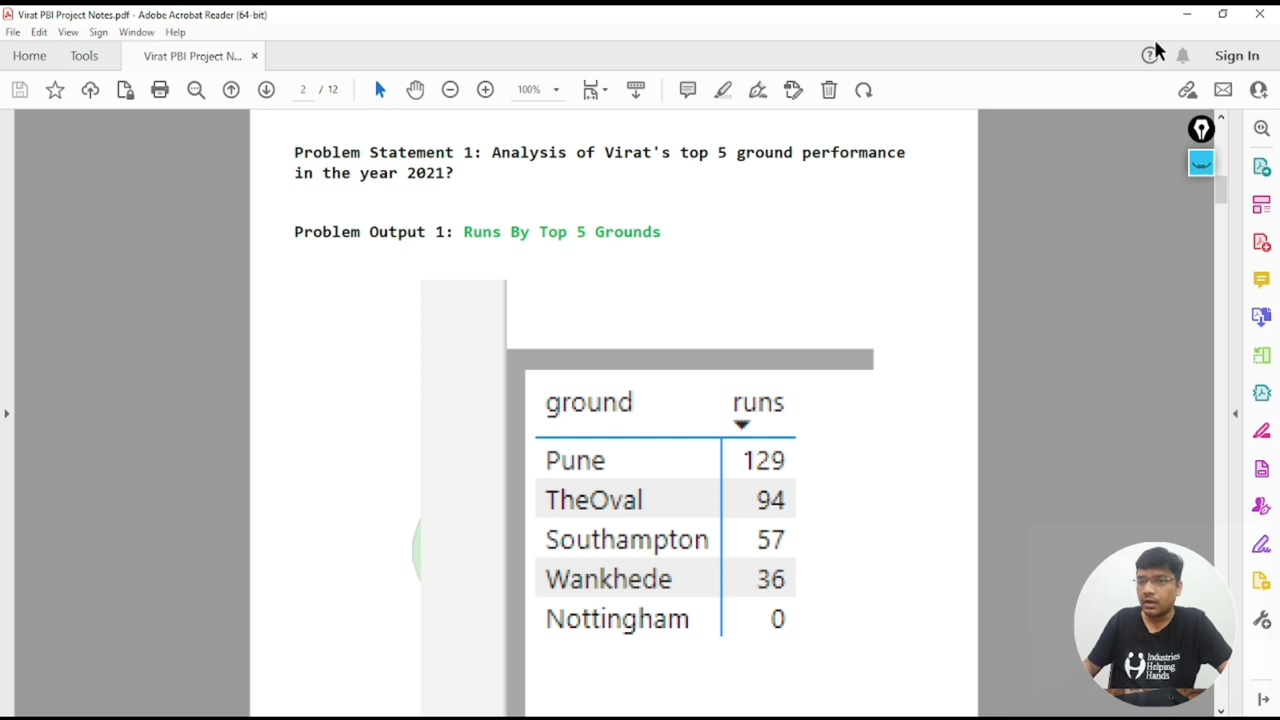 Virat PBI Project Notes.pdf - Adobe Acrobat Reader (64-bit)
File Edit View Sign Window Help
Home Tools Virat PBI Project N... × Sign In
2 / 12 100%
Problem Statement 1: Analysis of Virat's top 5 ground performance
in the year 2021?
Problem Output 1: Runs By Top 5 Grounds
ground runs
Pune 129
TheOval 94
Southampton 57
Wankhede 36
Nottingham 0
Industries
Helping
Hands